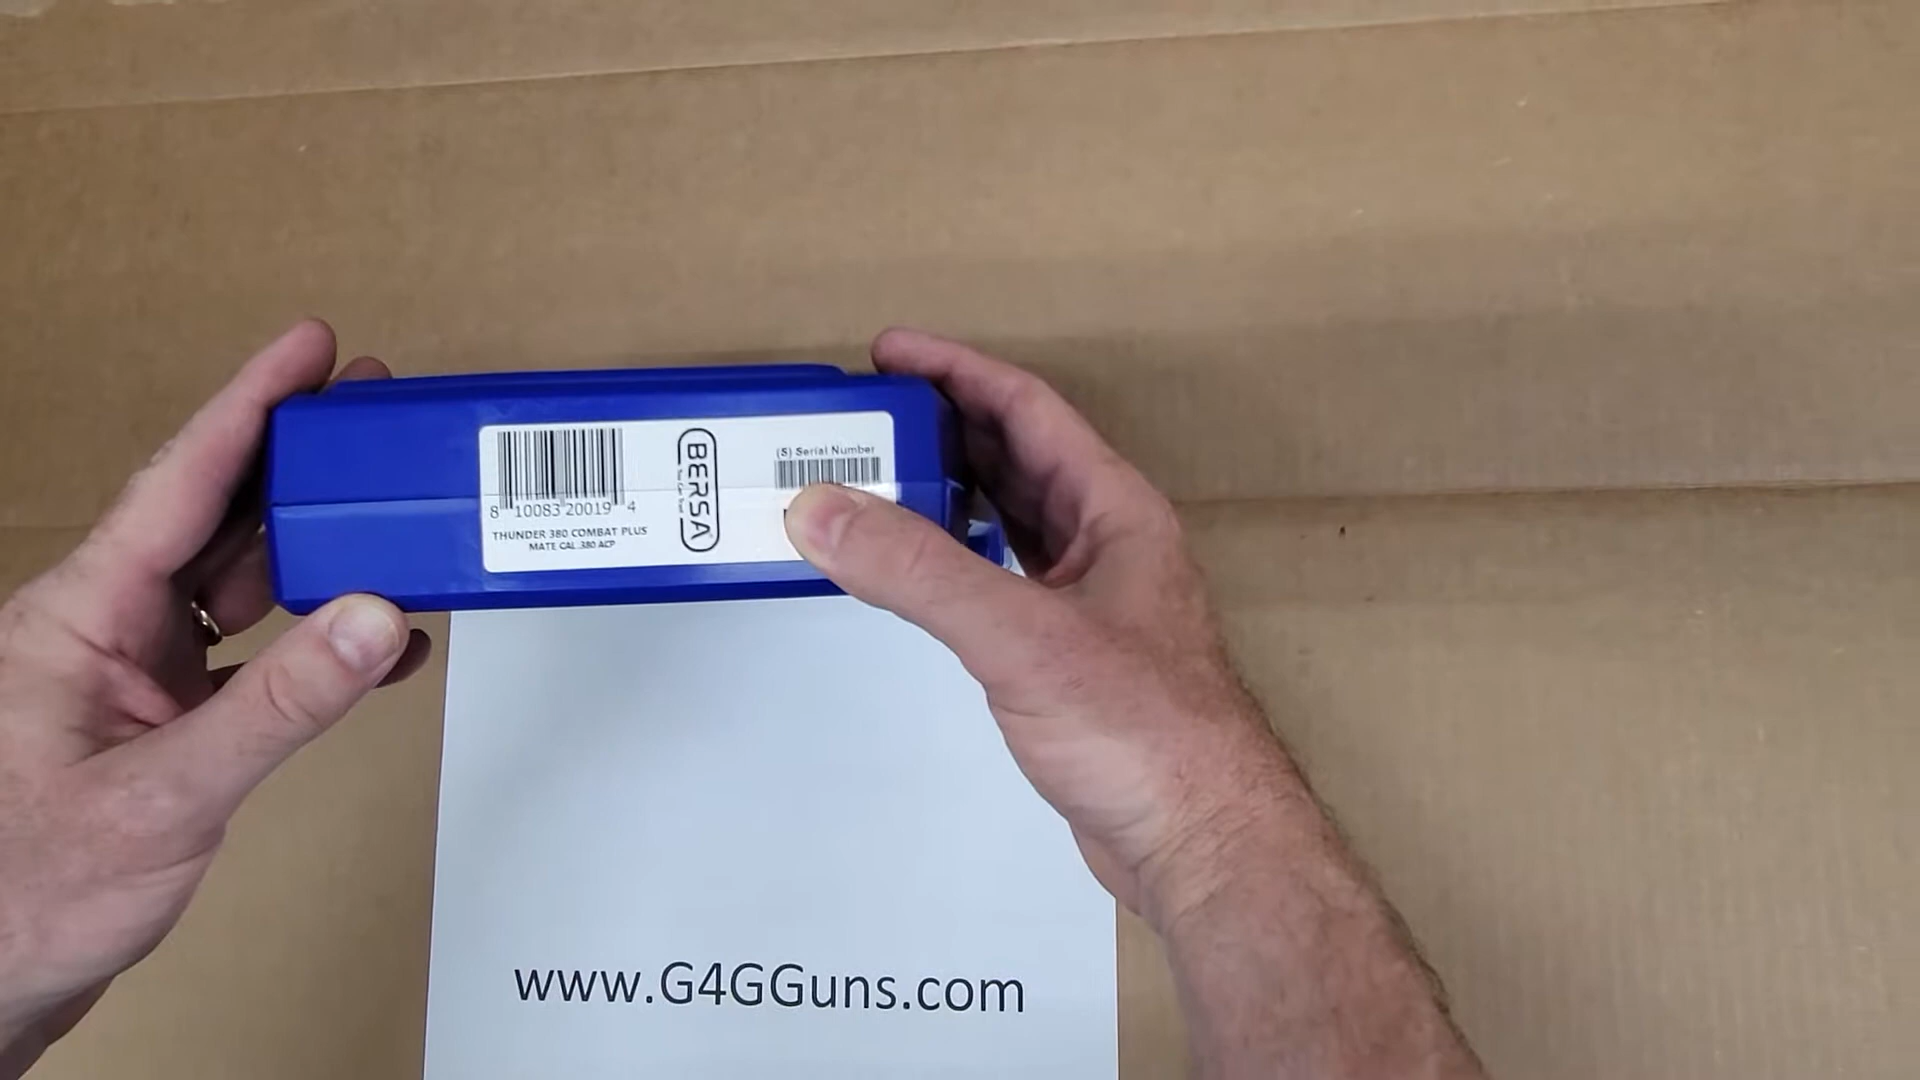 (S) Serial Number
BERSA
8 10083 20019 4
THUNDER 380 COMBAT PLUS
MATE CAL .380 ACP
www.G4GGuns.com